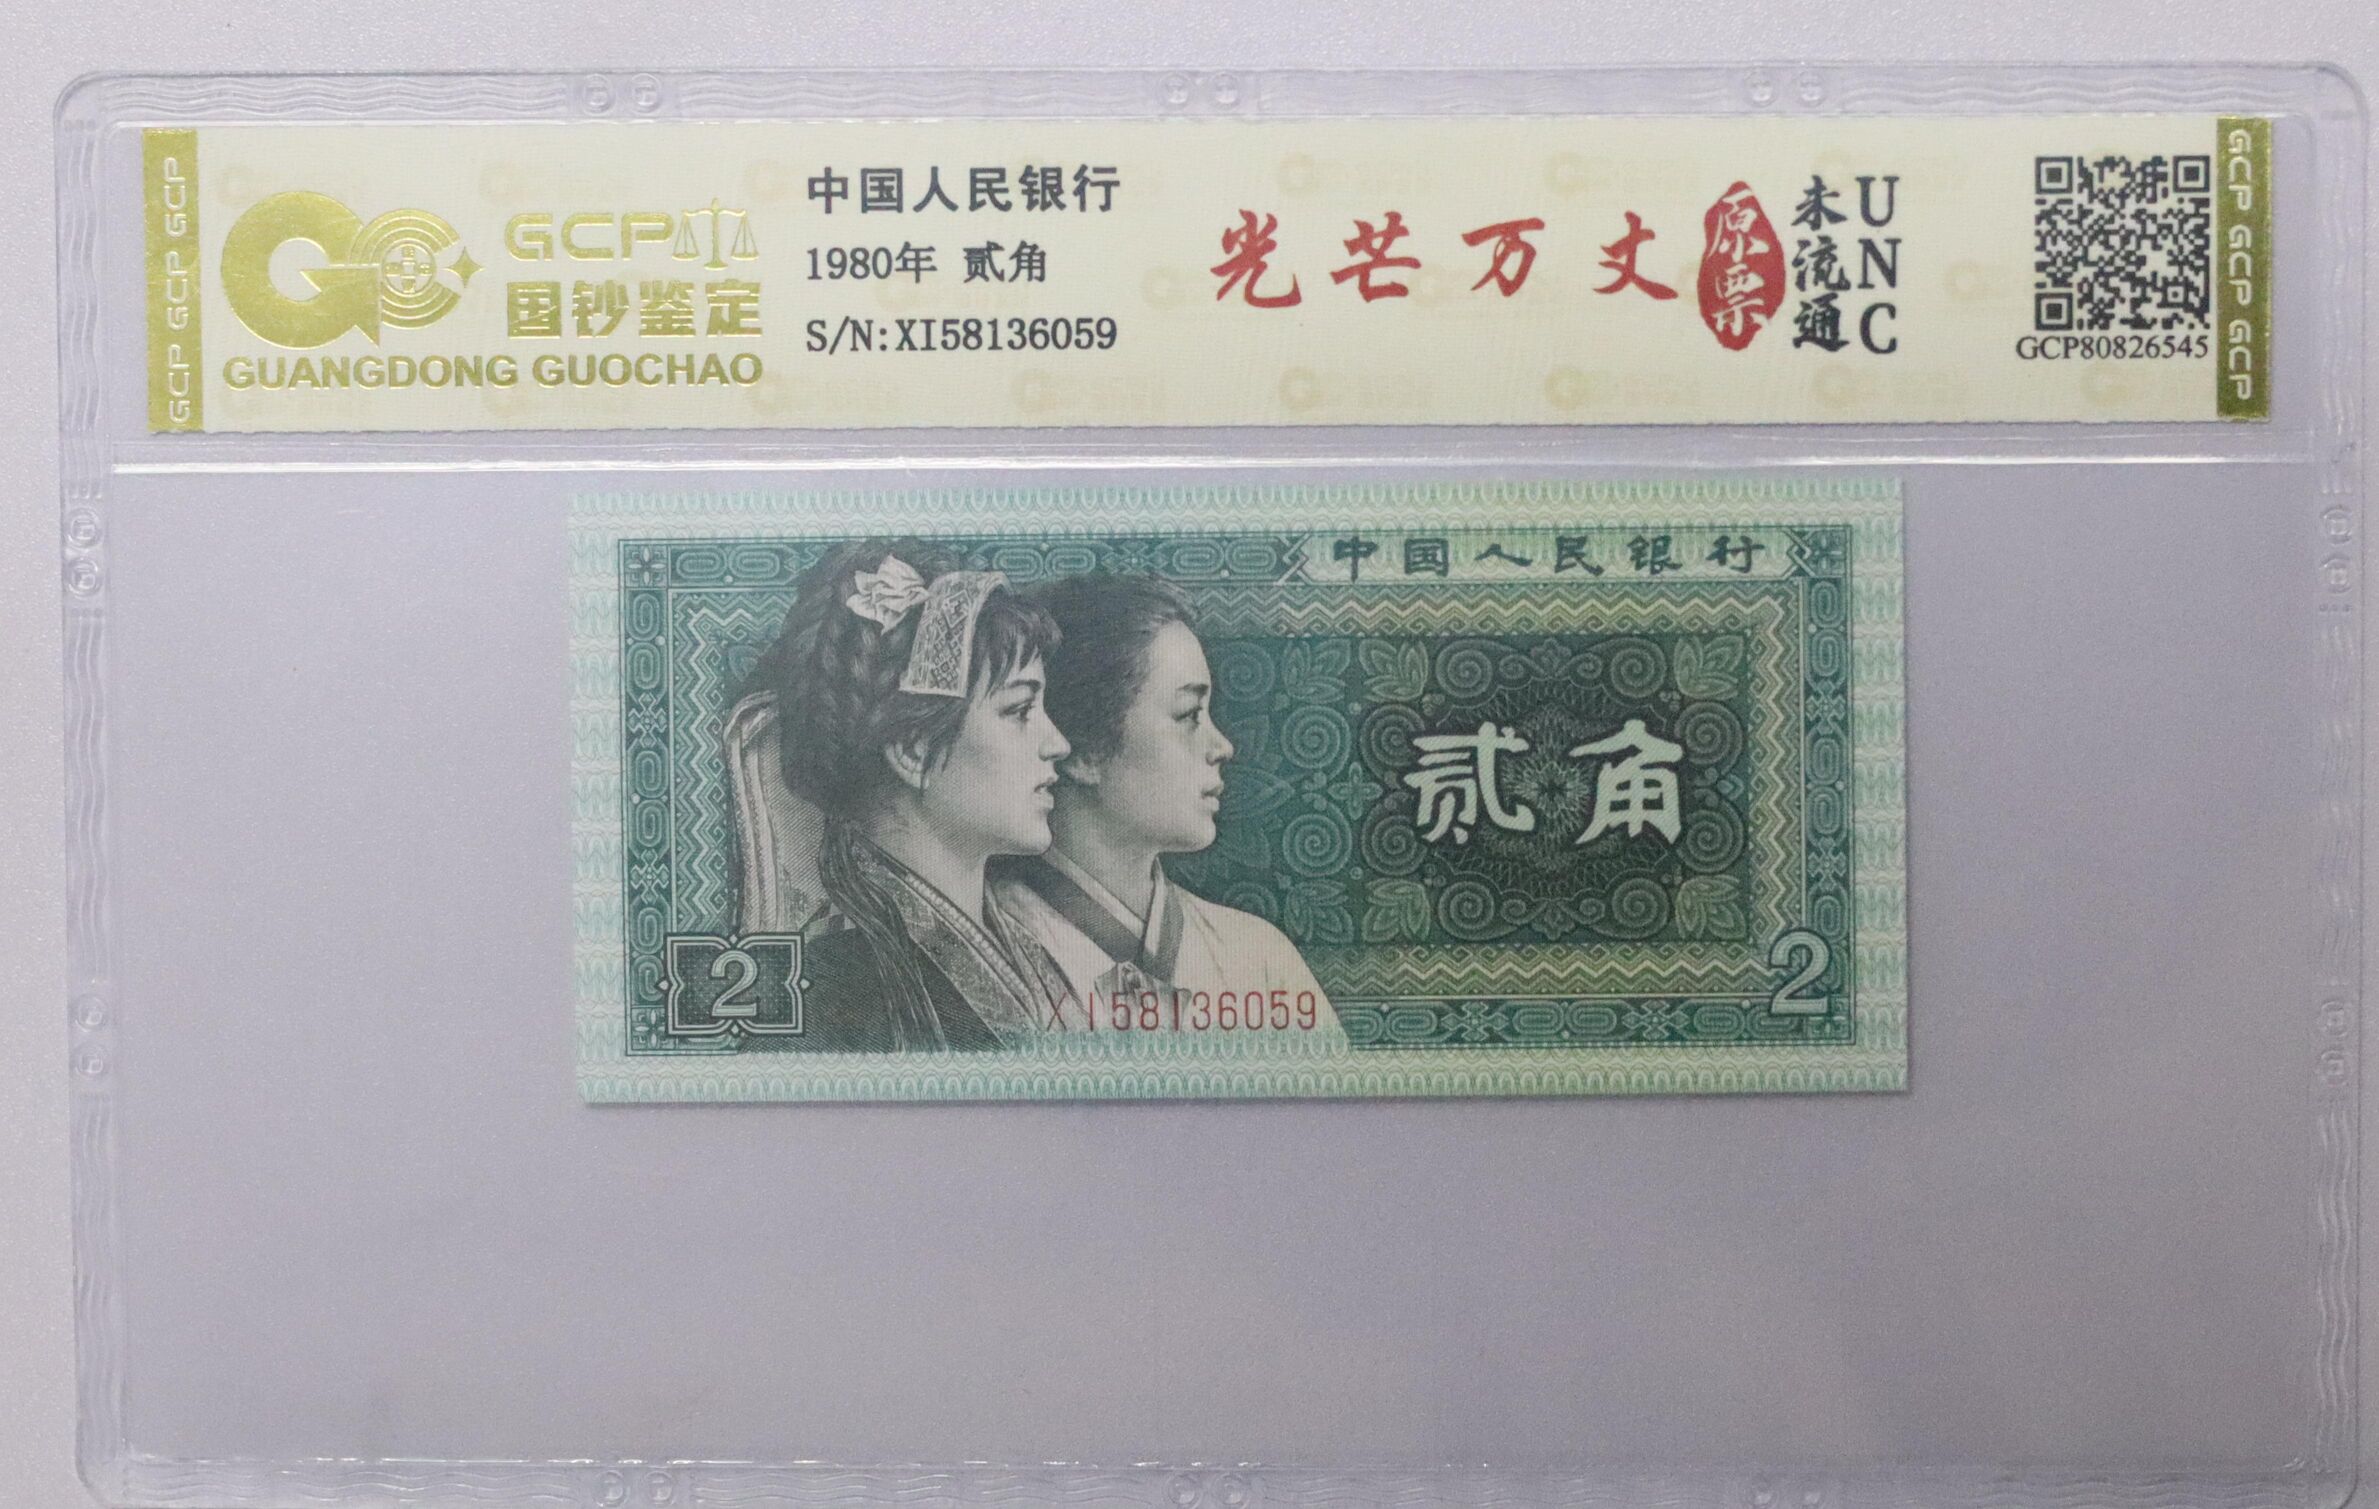 GCP GCP GCP
GCP
国钞鉴定
GUANGDONG GUOCHAO
中国人民银行
1980年 贰角
S/N:XI58136059
光芒万丈
原票
未流通
UNC
GCP80826545
GCP GCP GCP
中国人民银行
贰角
2
2
XI58136059